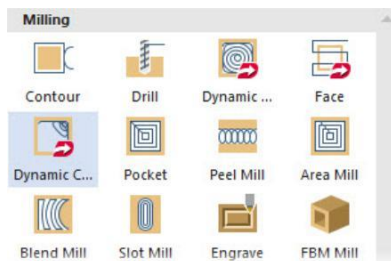 Milling
Contour Drill Dynamic ... Face
Dynamic C... Pocket Peel Mill Area Mill
Blend Mill Slot Mill Engrave FBM Mill